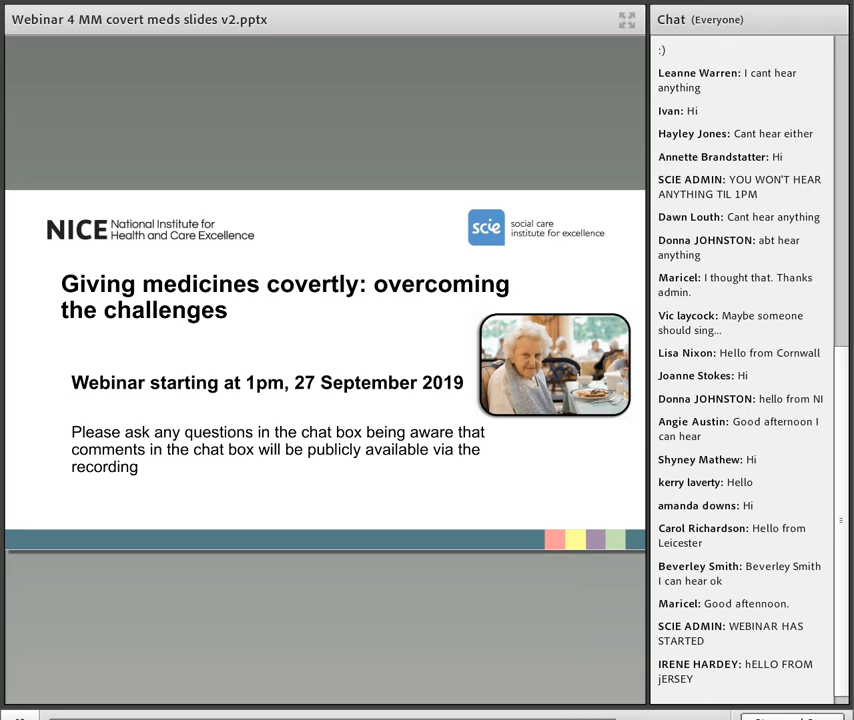 Webinar 4 MM covert meds slides v2.pptx
NICE National Institute for
Health and Care Excellence
scie social care
institute for excellence
Giving medicines covertly: overcoming
the challenges
Webinar starting at 1pm, 27 September 2019
Please ask any questions in the chat box being aware that
comments in the chat box will be publicly available via the
recording
Chat (Everyone)
:)
Leanne Warren: I cant hear
anything
Ivan: Hi
Hayley Jones: Cant hear either
Annette Brandstatter: Hi
SCIE ADMIN: YOU WON'T HEAR
ANYTHING TIL 1PM
Dawn Louth: Cant hear anything
Donna JOHNSTON: abt hear
anything
Maricel: I thought that. Thanks
admin.
Vic laycock: Maybe someone
should sing...
Lisa Nixon: Hello from Cornwall
Joanne Stokes: Hi
Donna JOHNSTON: hello from NI
Angie Austin: Good afternoon I
can hear
Shyney Mathew: Hi
kerry laverty: Hello
amanda downs: Hi
Carol Richardson: Hello from
Leicester
Beverley Smith: Beverley Smith
I can hear ok
Maricel: Good afternoon.
SCIE ADMIN: WEBINAR HAS
STARTED
IRENE HARDEY: hELLO FROM
jERSEY